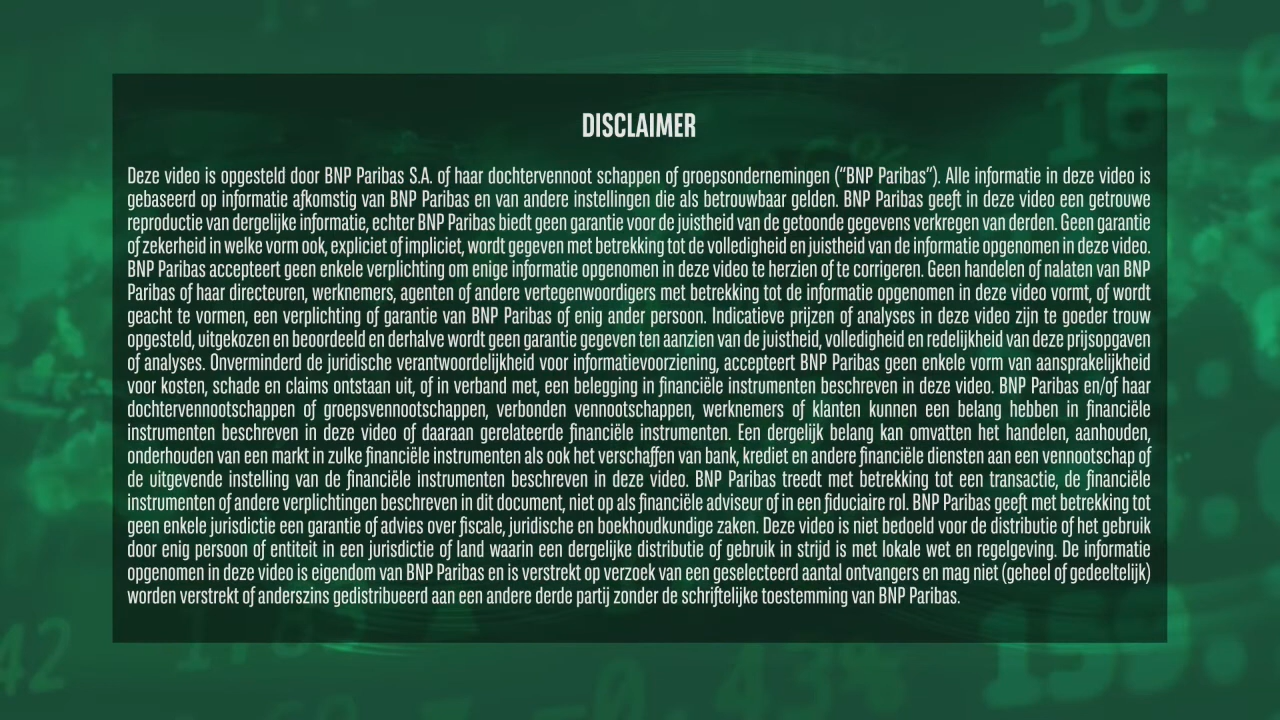 DISCLAIMER
Deze video is opgesteld door BNP Paribas S.A. of haar dochtervennoot schappen of groepsondernemingen (“BNP Paribas”). Alle informatie in deze video is
gebaseerd op informatie afkomstig van BNP Paribas en van andere instellingen die als betrouwbaar gelden. BNP Paribas geeft in deze video een getrouwe
reproductie van dergelijke informatie, echter BNP Paribas biedt geen garantie voor de juistheid van de getoonde gegevens verkregen van derden. Geen garantie
of zekerheid in welke vorm ook, expliciet of impliciet, wordt gegeven met betrekking tot de volledigheid en juistheid van de informatie opgenomen in deze video.
BNP Paribas accepteert geen enkele verplichting om enige informatie opgenomen in deze video te herzien of te corrigeren. Geen handelen of nalaten van BNP
Paribas of haar directeuren, werknemers, agenten of andere vertegenwoordigers met betrekking tot de informatie opgenomen in deze video vormt, of wordt
geacht te vormen, een verplichting of garantie van BNP Paribas of enig ander persoon. Indicatieve prijzen of analyses in deze video zijn te goeder trouw
opgesteld, uitgekozen en beoordeeld en derhalve wordt geen garantie gegeven ten aanzien van de juistheid, volledigheid en redelijkheid van deze prijsopgaven
of analyses. Onverminderd de juridische verantwoordelijkheid voor informatievoorziening, accepteert BNP Paribas geen enkele vorm van aansprakelijkheid
voor kosten, schade en claims ontstaan uit, of in verband met, een belegging in financiële instrumenten beschreven in deze video. BNP Paribas en/of haar
dochtervennootschappen of groepsvennootschappen, verbonden vennootschappen, werknemers of klanten kunnen een belang hebben in financiële
instrumenten beschreven in deze video of daaraan gerelateerde financiële instrumenten. Een dergelijk belang kan omvatten het handelen, aanhouden,
onderhouden van een markt in zulke financiële instrumenten als ook het verschaffen van bank, krediet en andere financiële diensten aan een vennootschap of
de uitgevende instelling van de financiële instrumenten beschreven in deze video. BNP Paribas treedt met betrekking tot een transactie, de financiële
instrumenten of andere verplichtingen beschreven in dit document, niet op als financiële adviseur of in een fiduciaire rol. BNP Paribas geeft met betrekking tot
geen enkele jurisdictie een garantie of advies over fiscale, juridische en boekhoudkundige zaken. Deze video is niet bedoeld voor de distributie of het gebruik
door enig persoon of entiteit in een jurisdictie of land waarin een dergelijke distributie of gebruik in strijd is met lokale wet en regelgeving. De informatie
opgenomen in deze video is eigendom van BNP Paribas en is verstrekt op verzoek van een geselecteerd aantal ontvangers en mag niet (geheel of gedeeltelijk)
worden verstrekt of anderszins gedistribueerd aan een andere derde partij zonder de schriftelijke toestemming van BNP Paribas.